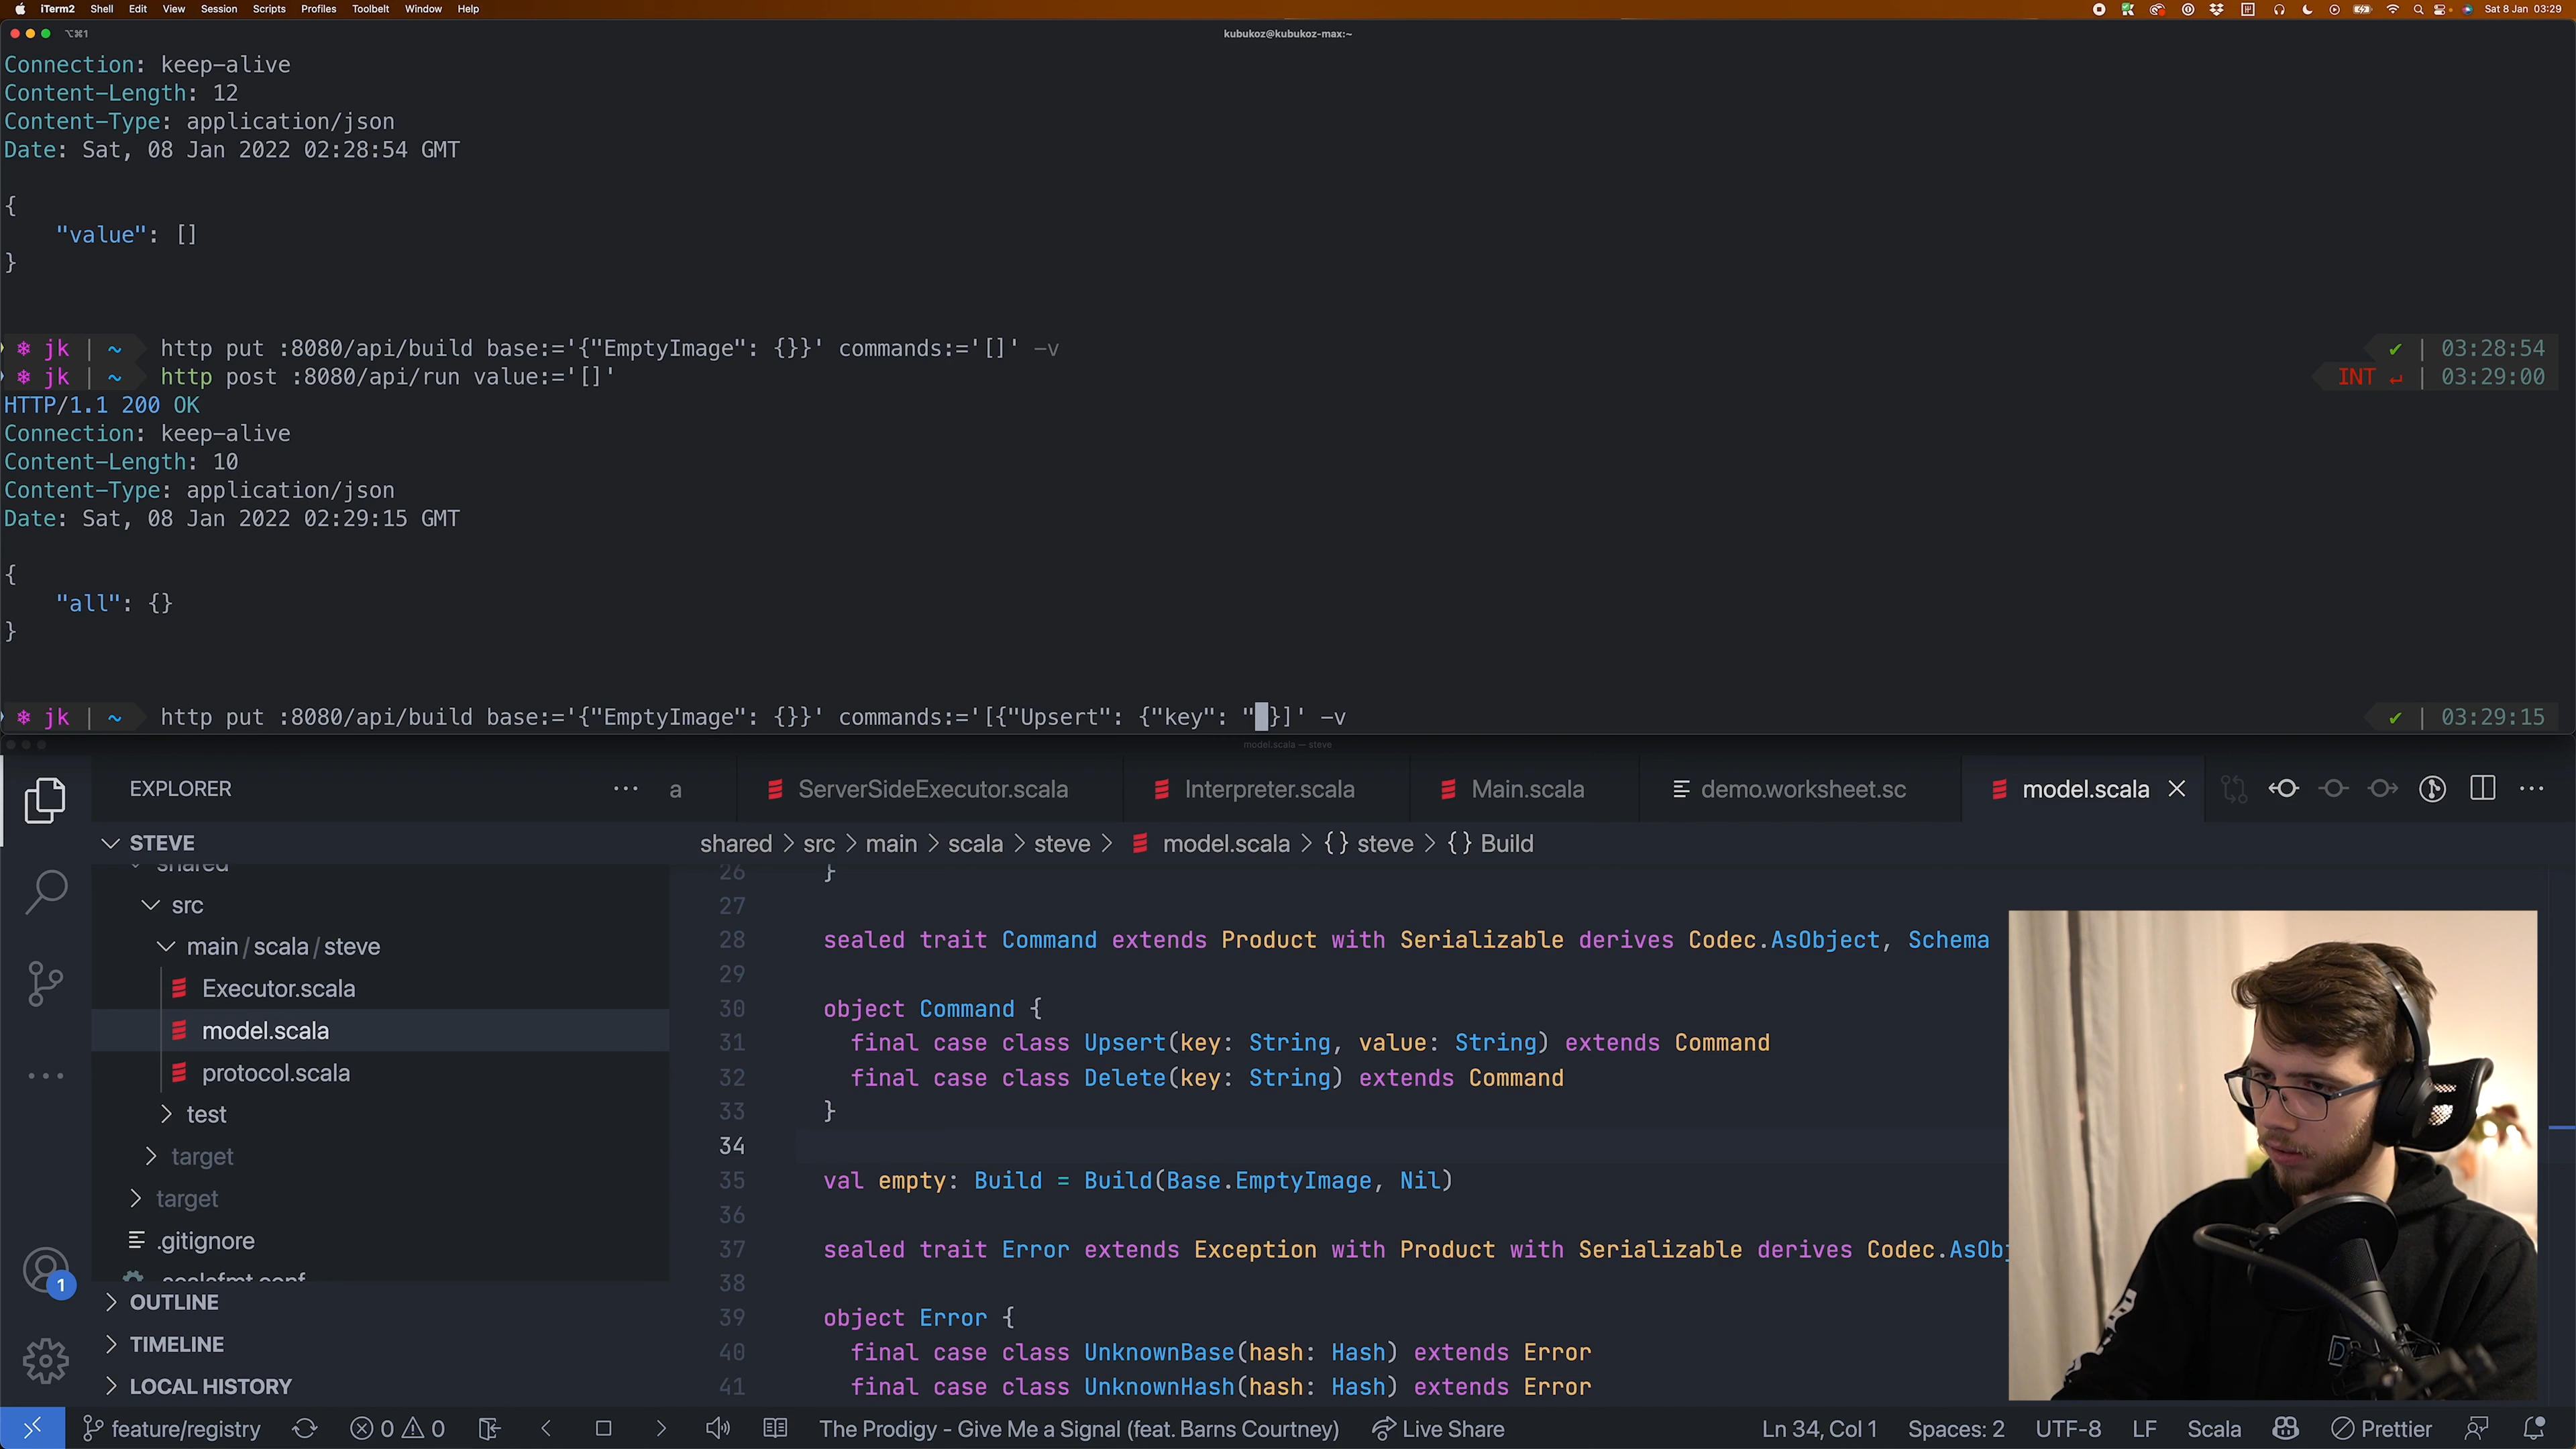 iTerm2 Shell Edit View Session Scripts Profiles Toolbelt Window Help Sat 8 Jan 03:29
⌥⌘1 kubukoz@kubukoz-max:~
Connection: keep-alive
Content-Length: 12
Content-Type: application/json
Date: Sat, 08 Jan 2022 02:28:54 GMT
{
"value": []
}
❄ jk | ~ http put :8080/api/build base:='{"EmptyImage": {}}' commands:='[]' -v ✔ | 03:28:54
❄ jk | ~ http post :8080/api/run value:='[]' INT ↵ | 03:29:00
HTTP/1.1 200 OK
Connection: keep-alive
Content-Length: 10
Content-Type: application/json
Date: Sat, 08 Jan 2022 02:29:15 GMT
{
"all": {}
}
❄ jk | ~ http put :8080/api/build base:='{"EmptyImage": {}}' commands:='[{"Upsert": {"key": " }}]' -v ✔ | 03:29:15
model.scala — steve
EXPLORER ··· a ServerSideExecutor.scala Interpreter.scala Main.scala demo.worksheet.sc model.scala
STEVE shared > src > main > scala > steve > model.scala > {} steve > {} Build
shared
src
main / scala / steve
Executor.scala
model.scala
protocol.scala
test
target
target
.gitignore
.scalafmt.conf
OUTLINE
TIMELINE
LOCAL HISTORY
1
26 }
27
28 sealed trait Command extends Product with Serializable derives Codec.AsObject, Schema
29
30 object Command {
31 final case class Upsert(key: String, value: String) extends Command
32 final case class Delete(key: String) extends Command
33 }
34
35 val empty: Build = Build(Base.EmptyImage, Nil)
36
37 sealed trait Error extends Exception with Product with Serializable derives Codec.AsObj
38
39 object Error {
40 final case class UnknownBase(hash: Hash) extends Error
41 final case class UnknownHash(hash: Hash) extends Error
feature/registry 0 0 The Prodigy - Give Me a Signal (feat. Barns Courtney) Live Share Ln 34, Col 1 Spaces: 2 UTF-8 LF Scala Prettier